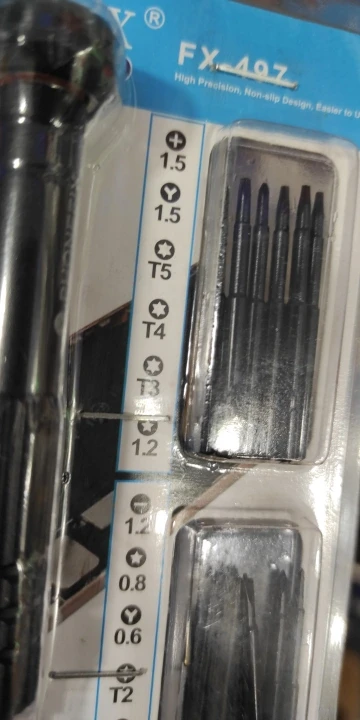 X ®
FX-497
High Precision, Non-slip Design, Easier to U
1.5
1.5
T5
T4
T3
1.2
1.2
0.8
0.6
T2